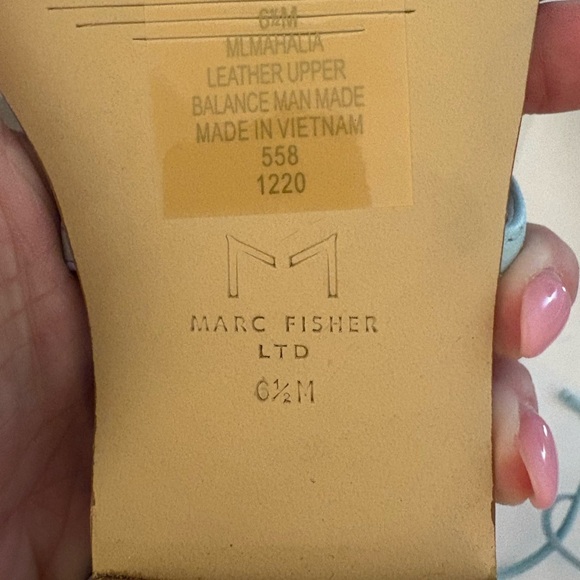 6½M
MLMAHALIA
LEATHER UPPER
BALANCE MAN MADE
MADE IN VIETNAM
558
1220
MARC FISHER
LTD
6½M